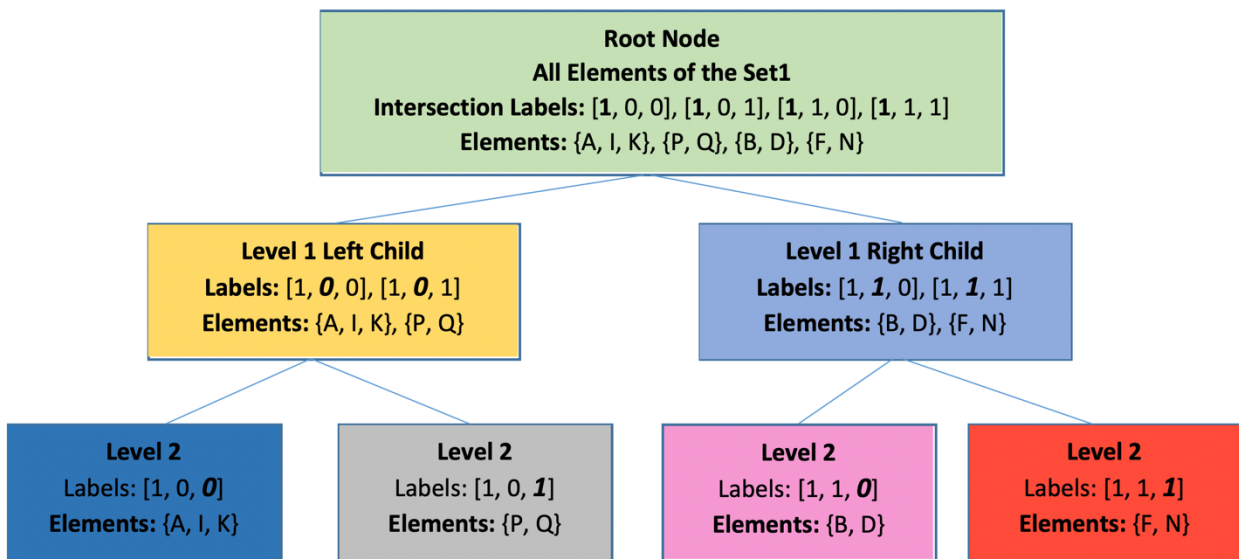 Root Node
All Elements of the Set1
Intersection Labels: [1, 0, 0], [1, 0, 1], [1, 1, 0], [1, 1, 1]
Elements: {A, I, K}, {P, Q}, {B, D}, {F, N}
Level 1 Left Child
Labels: [1, 0, 0], [1, 0, 1]
Elements: {A, I, K}, {P, Q}
Level 1 Right Child
Labels: [1, 1, 0], [1, 1, 1]
Elements: {B, D}, {F, N}
Level 2
Labels: [1, 0, 0]
Elements: {A, I, K}
Level 2
Labels: [1, 0, 1]
Elements: {P, Q}
Level 2
Labels: [1, 1, 0]
Elements: {B, D}
Level 2
Labels: [1, 1, 1]
Elements: {F, N}